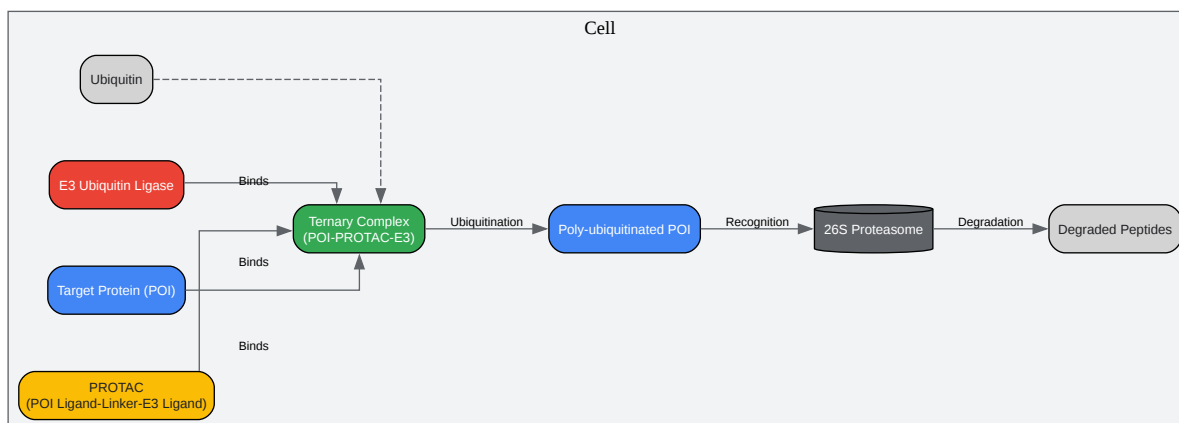 Cell
Ubiquitin
E3 Ubiquitin Ligase
Binds
Ternary Complex
(POI-PROTAC-E3)
Ubiquitination
Poly-ubiquitinated POI
Recognition
26S Proteasome
Degradation
Degraded Peptides
Binds
Target Protein (POI)
Binds
PROTAC
(POI Ligand-Linker-E3 Ligand)